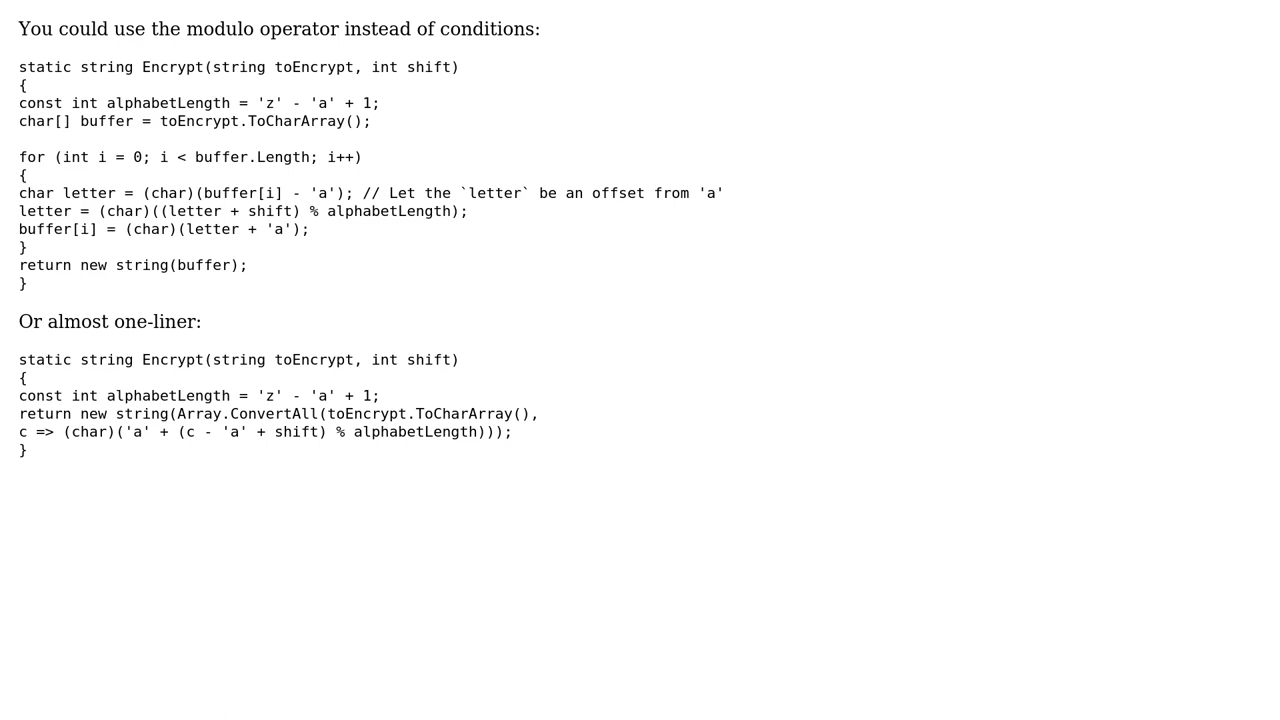 You could use the modulo operator instead of conditions:
static string Encrypt(string toEncrypt, int shift)
{
const int alphabetLength = 'z' - 'a' + 1;
char[] buffer = toEncrypt.ToCharArray();
for (int i = 0; i < buffer.Length; i++)
{
char letter = (char)(buffer[i] - 'a'); // Let the `letter` be an offset from 'a'
letter = (char)((letter + shift) % alphabetLength);
buffer[i] = (char)(letter + 'a');
}
return new string(buffer);
}
Or almost one-liner:
static string Encrypt(string toEncrypt, int shift)
{
const int alphabetLength = 'z' - 'a' + 1;
return new string(Array.ConvertAll(toEncrypt.ToCharArray(),
c => (char)('a' + (c - 'a' + shift) % alphabetLength)));
}